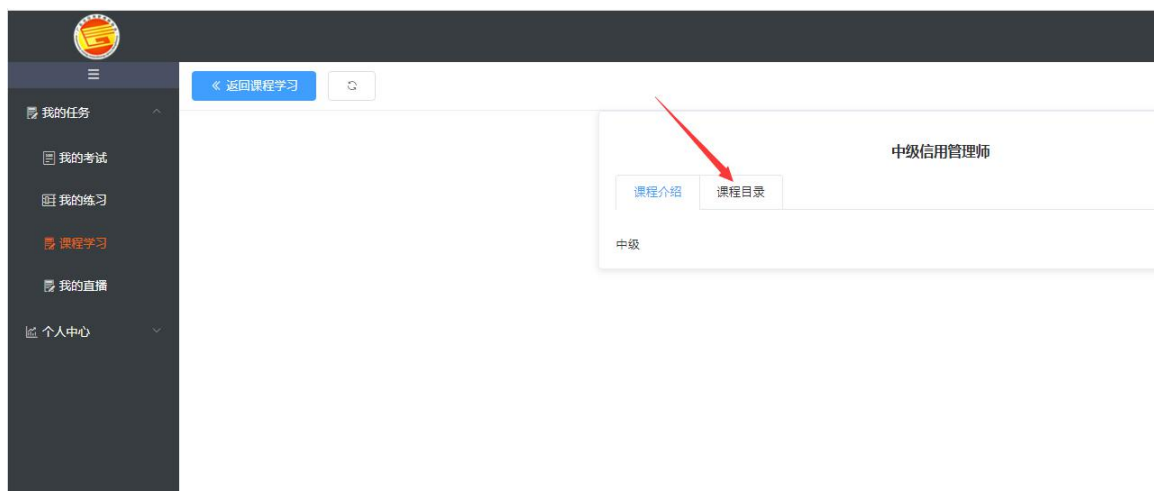 返回课程学习
我的任务
我的考试
我的练习
课程学习
我的直播
个人中心
中级信用管理师
课程介绍 课程目录
中级